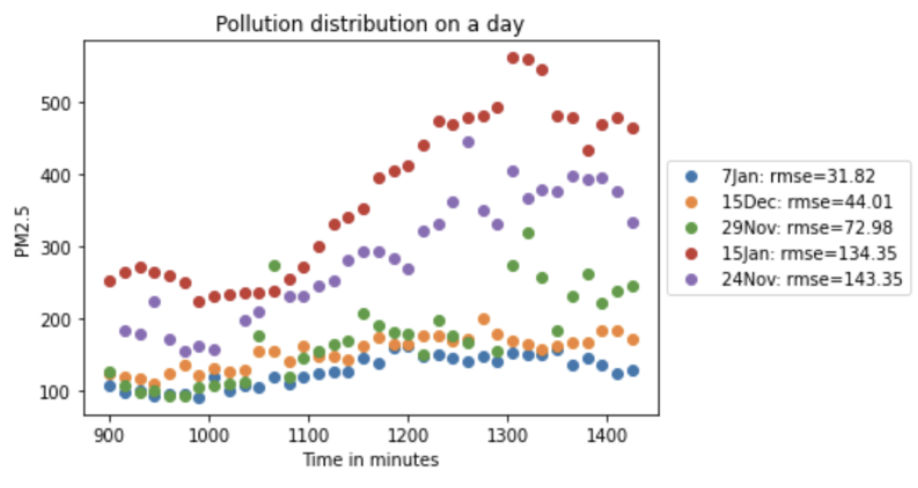 Pollution distribution on a day
PM2.5
500
400
300
200
100
900 1000 1100 1200 1300 1400
Time in minutes
7Jan: rmse=31.82
15Dec: rmse=44.01
29Nov: rmse=72.98
15Jan: rmse=134.35
24Nov: rmse=143.35